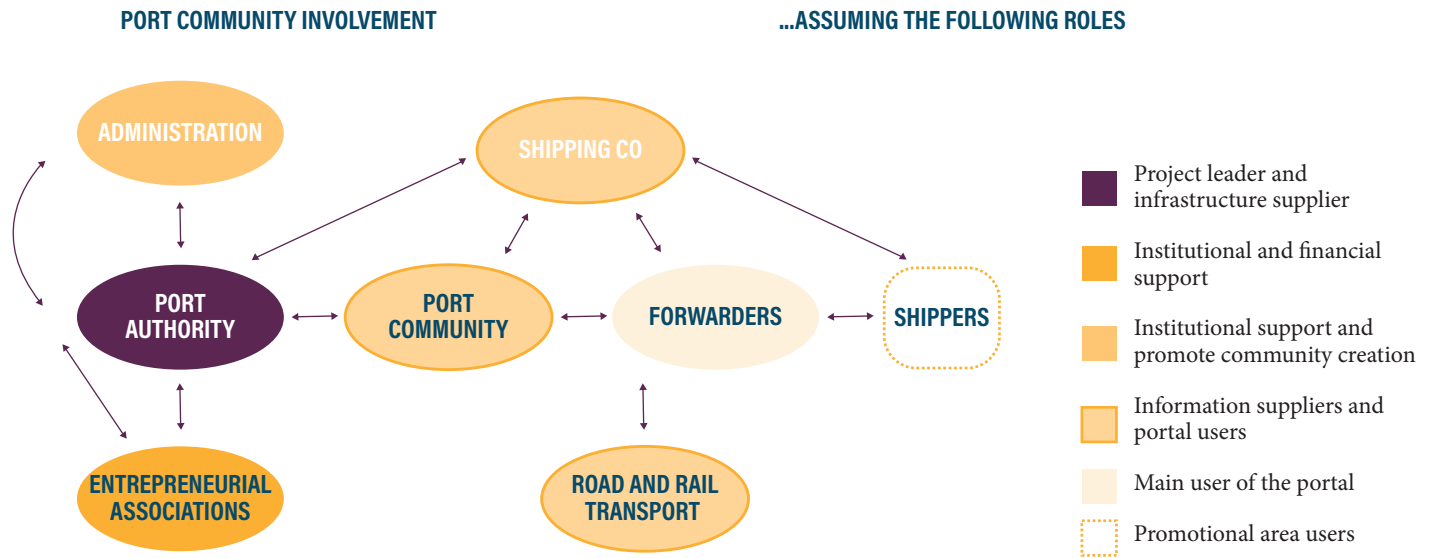 PORT COMMUNITY INVOLVEMENT
...ASSUMING THE FOLLOWING ROLES
ADMINISTRATION
SHIPPING CO
PORT
AUTHORITY
PORT
COMMUNITY
FORWARDERS
SHIPPERS
ENTREPRENEURIAL
ASSOCIATIONS
ROAD AND RAIL
TRANSPORT
Project leader and
infrastructure supplier
Institutional and financial
support
Institutional support and
promote community creation
Information suppliers and
portal users
Main user of the portal
Promotional area users